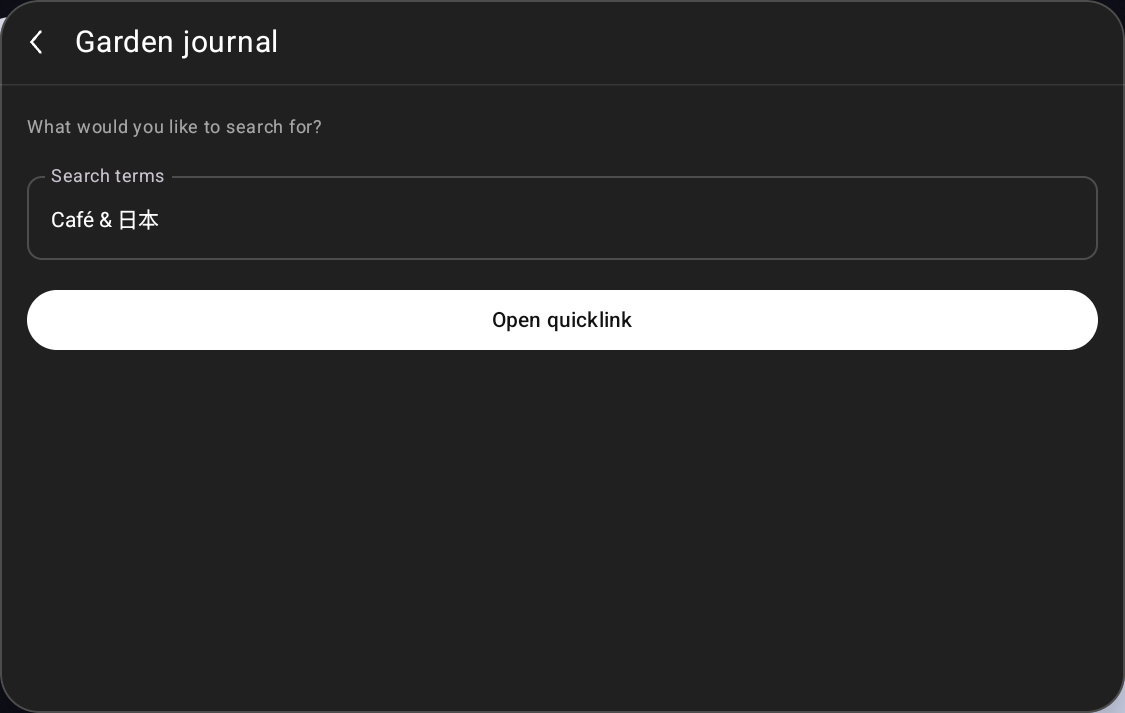 Garden journal
What would you like to search for?
Search terms
Café & 日本
Open quicklink